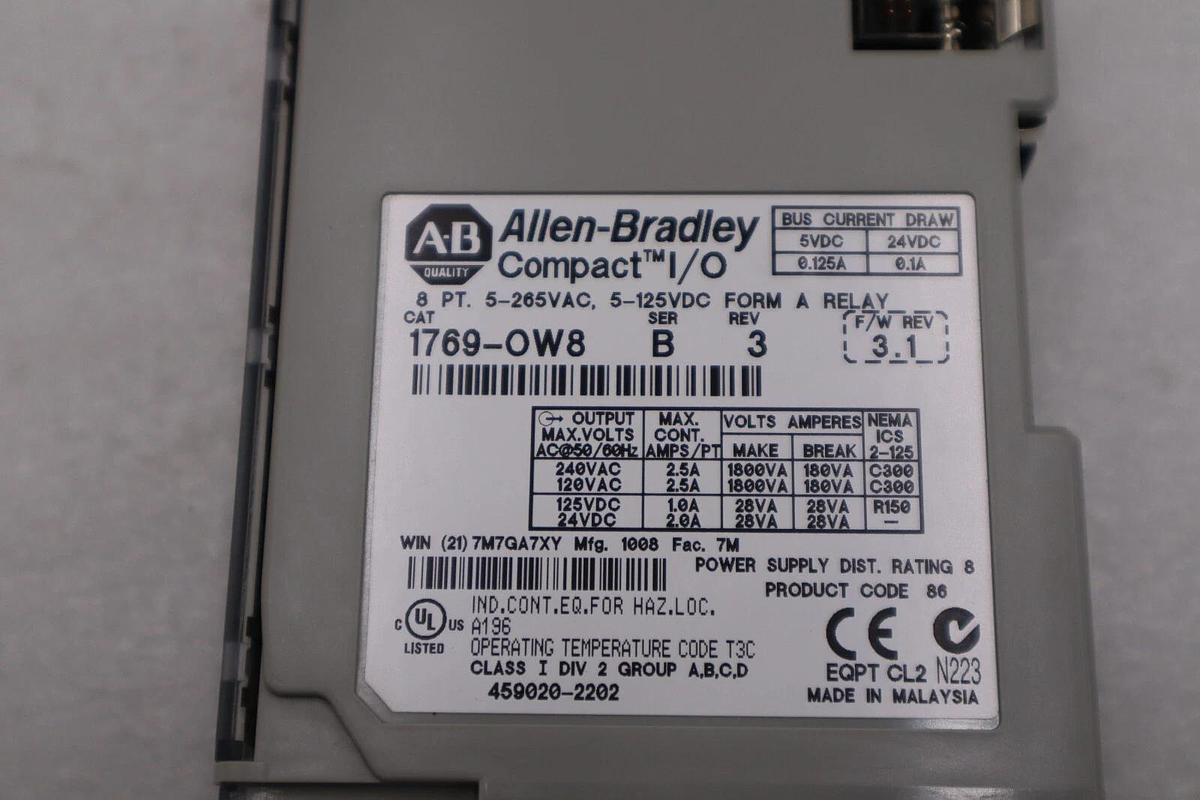 A-B
QUALITY
Allen-Bradley
Compact™ I/O
BUS CURRENT DRAW
5VDC 24VDC
0.125A 0.1A
8 PT. 5-265VAC, 5-125VDC FORM A RELAY
CAT SER REV F/W REV
1769-OW8 B 3 3.1
OUTPUT MAX. VOLTS AMPERES NEMA
MAX.VOLTS CONT. ICS
AC@50/60Hz AMPS/PT MAKE BREAK 2-125
240VAC 2.5A 1800VA 180VA C300
120VAC 2.5A 1800VA 180VA C300
125VDC 1.0A 28VA 28VA R150
24VDC 2.0A 28VA 28VA —
WIN (21) 7M7GA7XY Mfg. 1008 Fac. 7M
POWER SUPPLY DIST. RATING 8
PRODUCT CODE 86
C UL US
LISTED
IND.CONT.EQ.FOR HAZ.LOC.
A196
OPERATING TEMPERATURE CODE T3C
CLASS I DIV 2 GROUP A,B,C,D
459020-2202
CE
EQPT CL2 N223
MADE IN MALAYSIA